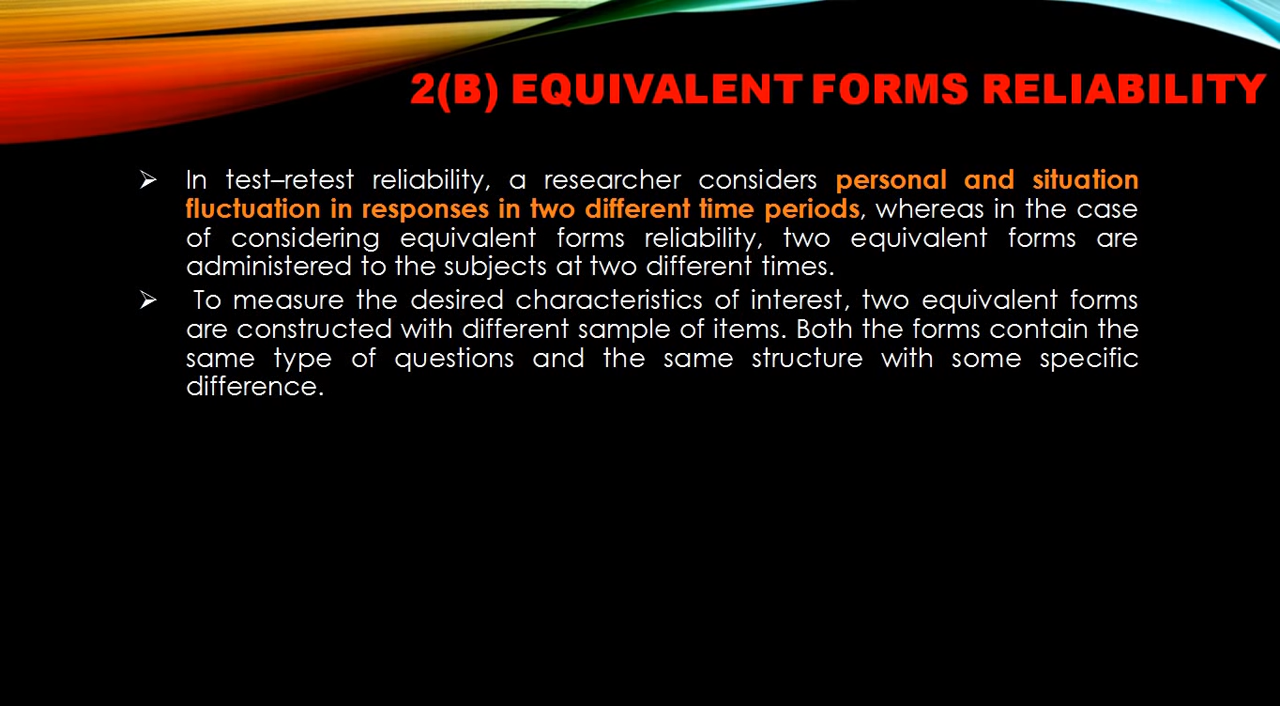 2(B) EQUIVALENT FORMS RELIABILITY
➢ In test–retest reliability, a researcher considers personal and situation
fluctuation in responses in two different time periods, whereas in the case
of considering equivalent forms reliability, two equivalent forms are
administered to the subjects at two different times.
➢ To measure the desired characteristics of interest, two equivalent forms
are constructed with different sample of items. Both the forms contain the
same type of questions and the same structure with some specific
difference.